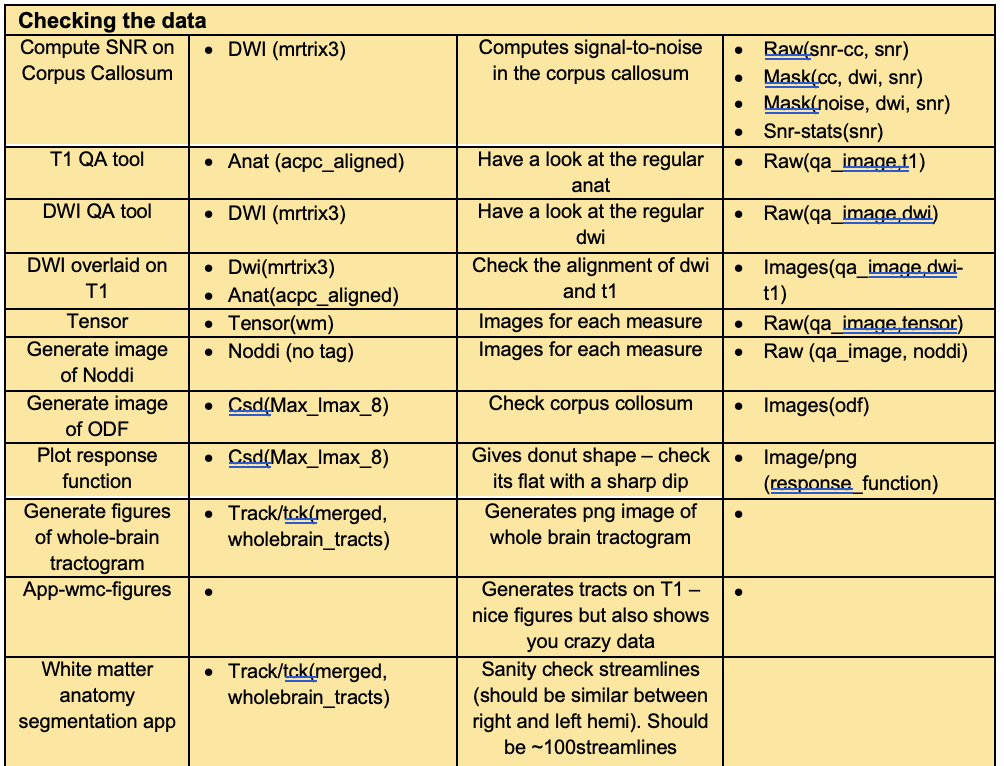 Checking the data
Compute SNR on
Corpus Callosum
• DWI (mrtrix3)
Computes signal-to-noise
in the corpus callosum
• Raw(snr-cc, snr)
• Mask(cc, dwi, snr)
• Mask(noise, dwi, snr)
• Snr-stats(snr)
T1 QA tool
• Anat (acpc_aligned)
Have a look at the regular
anat
• Raw(qa_image,t1)
DWI QA tool
• DWI (mrtrix3)
Have a look at the regular
dwi
• Raw(qa_image,dwi)
DWI overlaid on
T1
• Dwi(mrtrix3)
• Anat(acpc_aligned)
Check the alignment of dwi
and t1
• Images(qa_image,dwi-
t1)
Tensor
• Tensor(wm)
Images for each measure
• Raw(qa_image,tensor)
Generate image
of Noddi
• Noddi (no tag)
Images for each measure
• Raw (qa_image, noddi)
Generate image
of ODF
• Csd(Max_lmax_8)
Check corpus collosum
• Images(odf)
Plot response
function
• Csd(Max_lmax_8)
Gives donut shape – check
its flat with a sharp dip
• Image/png
(response_function)
Generate figures
of whole-brain
tractogram
• Track/tck(merged,
wholebrain_tracts)
Generates png image of
whole brain tractogram
•
App-wmc-figures
•
Generates tracts on T1 –
nice figures but also shows
you crazy data
•
White matter
anatomy
segmentation app
• Track/tck(merged,
wholebrain_tracts)
Sanity check streamlines
(should be similar between
right and left hemi). Should
be ~100streamlines